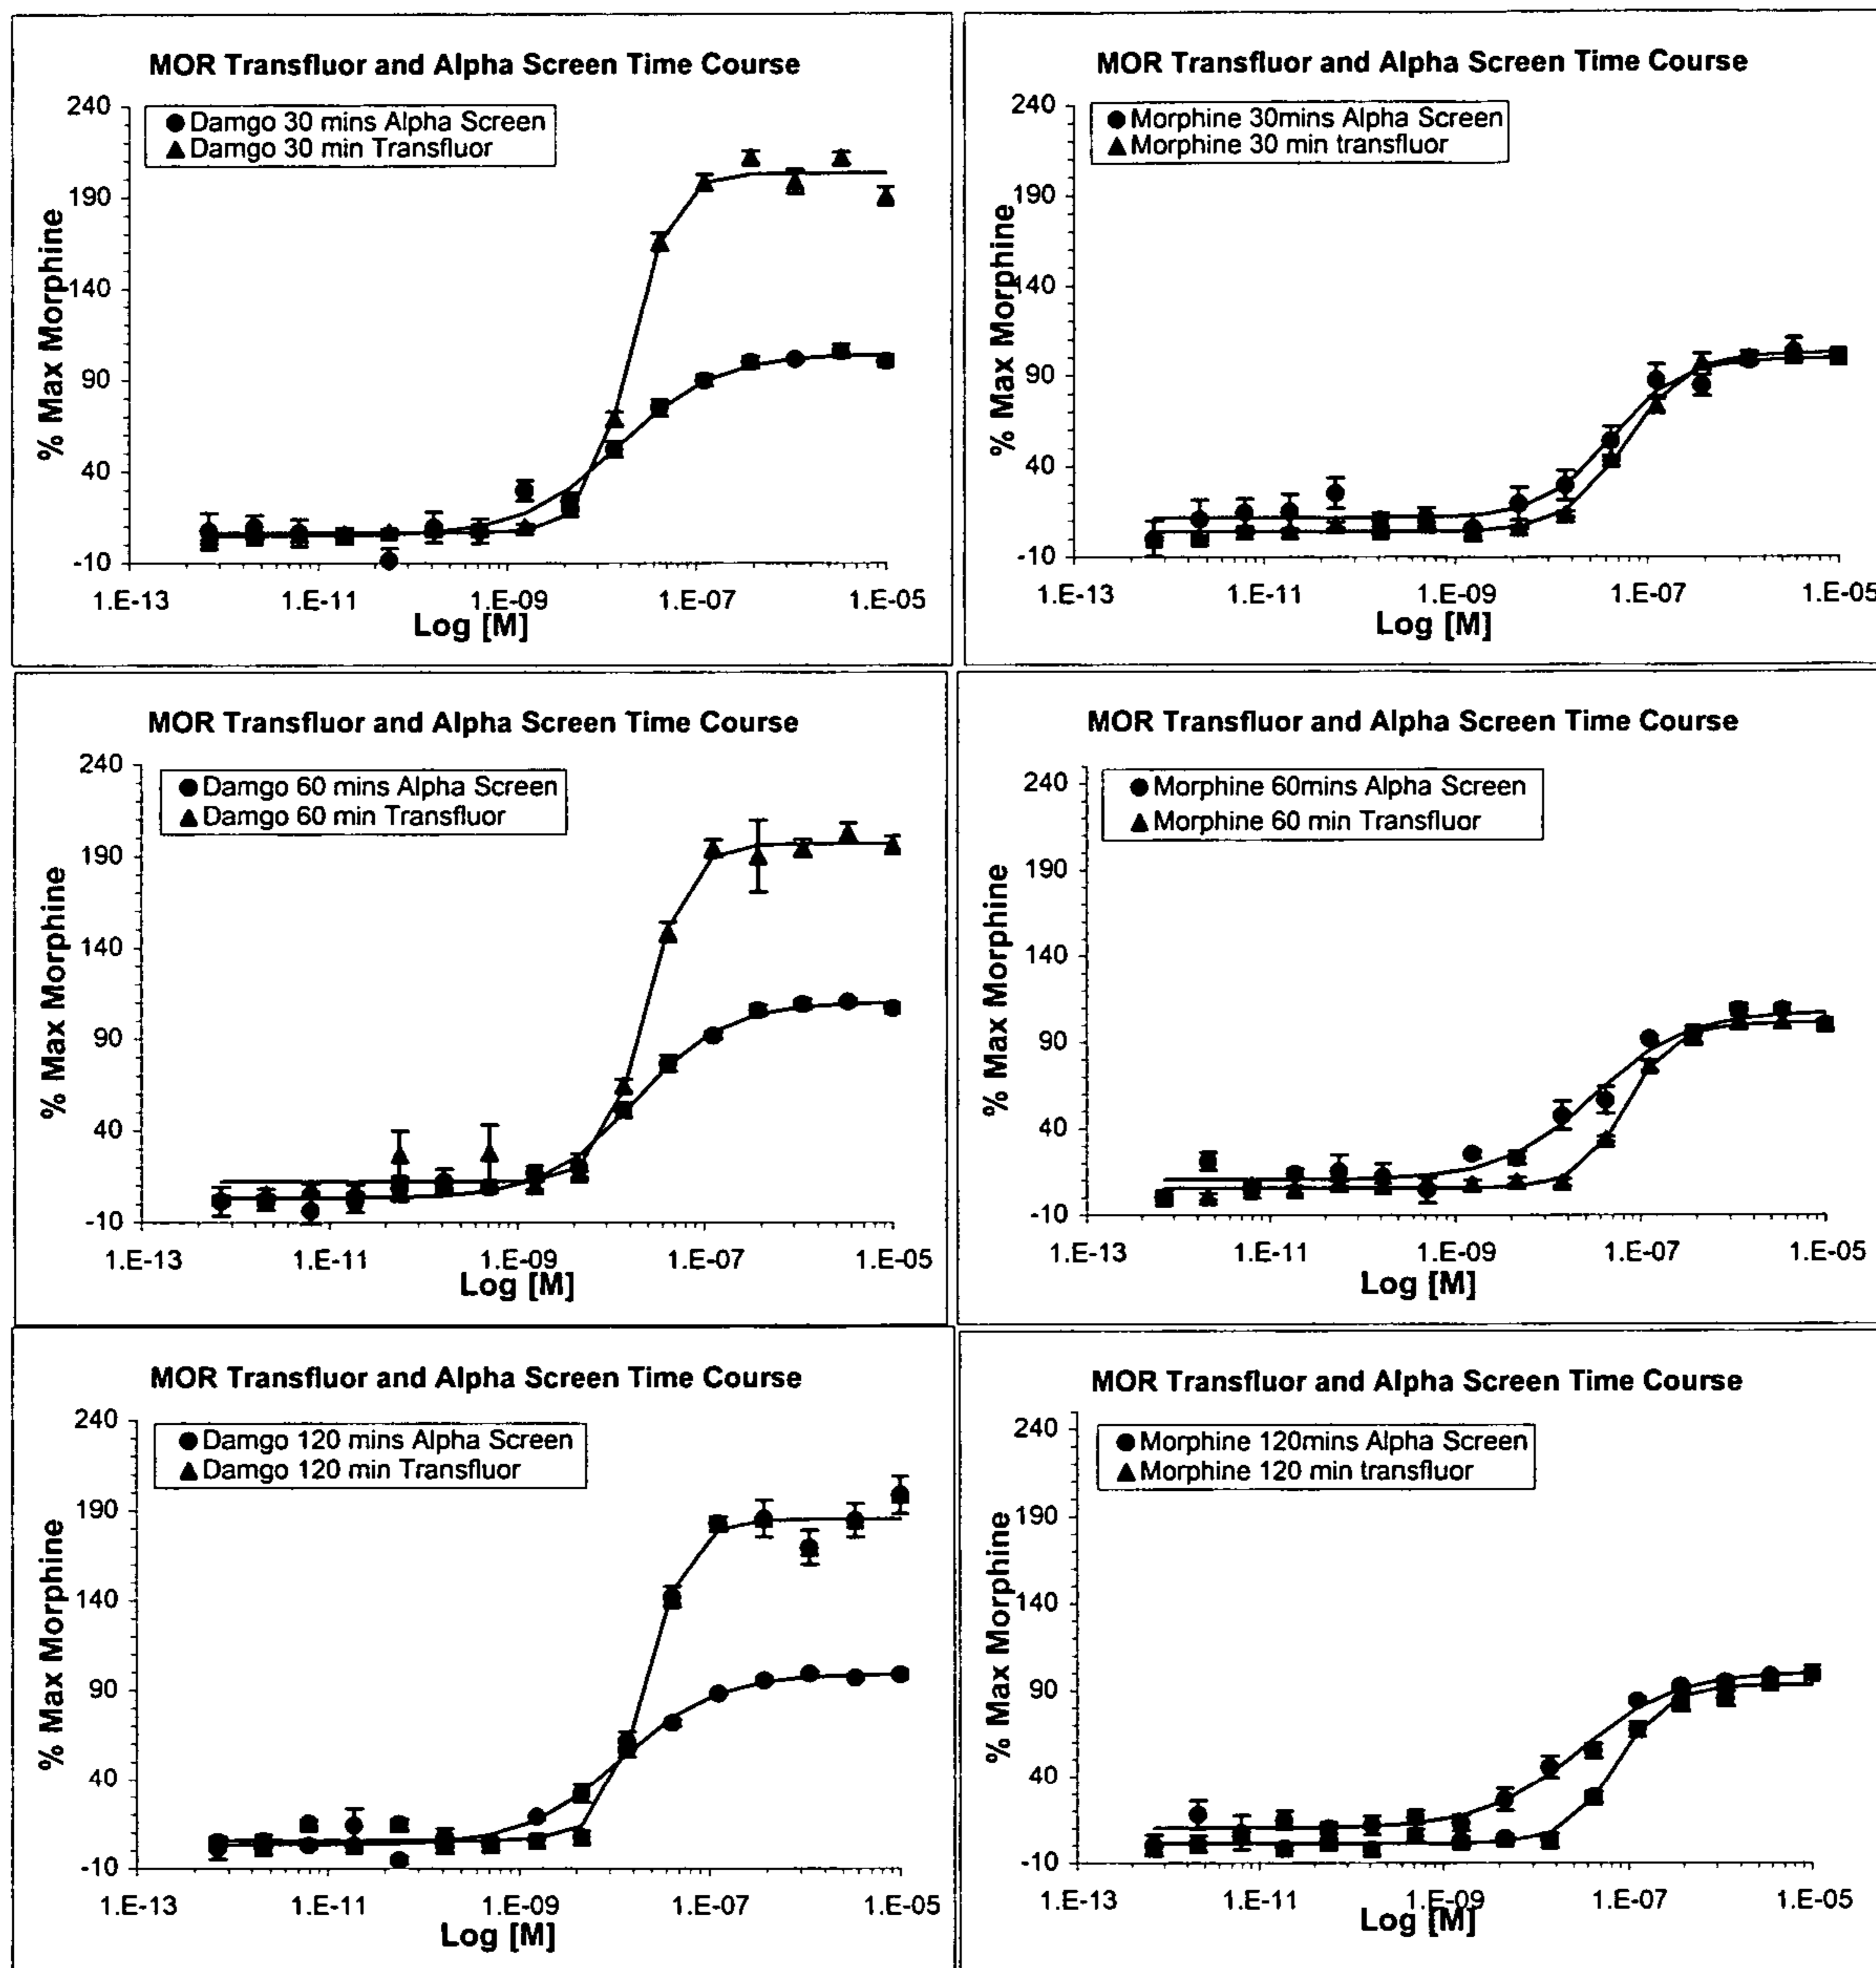 MOR Transfluor and Alpha Screen Time Course
Damgo 30 mins Alpha Screen
Damgo 30 min Transfluor
% Max Morphine
240
190
140
90
40
-10
1.E-13 1.E-11 1.E-09 1.E-07 1.E-05
Log [M]
MOR Transfluor and Alpha Screen Time Course
Morphine 30mins Alpha Screen
Morphine 30 min transfluor
% Max Morphine
240
190
140
90
40
-10
1.E-13 1.E-11 1.E-09 1.E-07 1.E-05
Log [M]
MOR Transfluor and Alpha Screen Time Course
Damgo 60 mins Alpha Screen
Damgo 60 min Transfluor
% Max Morphine
240
190
140
90
40
-10
1.E-13 1.E-11 1.E-09 1.E-07 1.E-05
Log [M]
MOR Transfluor and Alpha Screen Time Course
Morphine 60mins Alpha Screen
Morphine 60 min Transfluor
% Max Morphine
240
190
140
90
40
-10
1.E-13 1.E-11 1.E-09 1.E-07 1.E-05
Log [M]
MOR Transfluor and Alpha Screen Time Course
Damgo 120 mins Alpha Screen
Damgo 120 min Transfluor
% Max Morphine
240
190
140
90
40
-10
1.E-13 1.E-11 1.E-09 1.E-07 1.E-05
Log [M]
MOR Transfluor and Alpha Screen Time Course
Morphine 120mins Alpha Screen
Morphine 120 min transfluor
% Max Morphine
240
190
140
90
40
-10
1.E-13 1.E-11 1.E-09 1.E-07 1.E-05
Log [M]